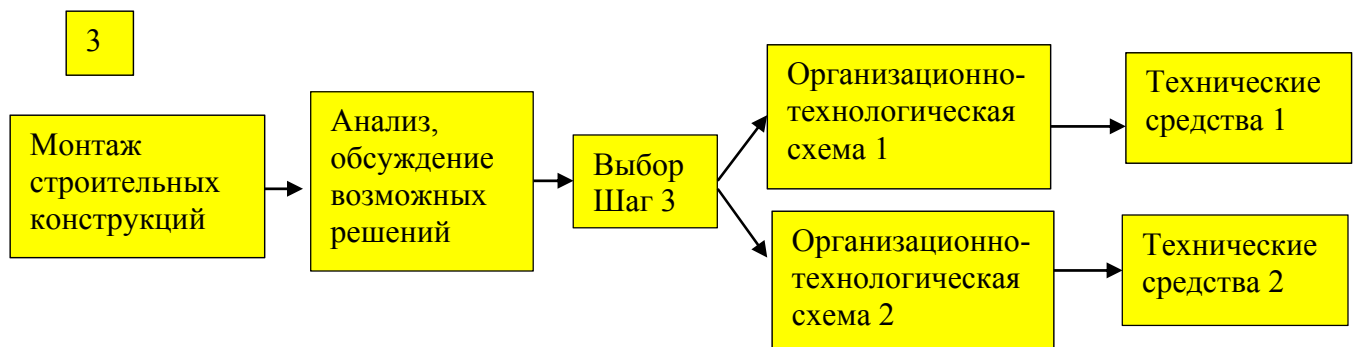 3
Монтаж
строительных
конструкций
Анализ,
обсуждение
возможных
решений
Выбор
Шаг 3
Организационно-
технологическая
схема 1
Технические
средства 1
Организационно-
технологическая
схема 2
Технические
средства 2